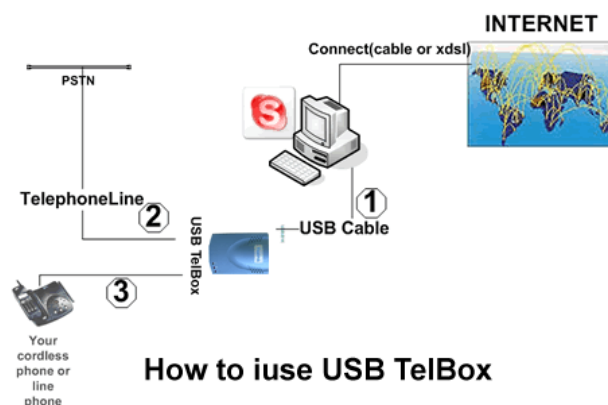 INTERNET
Connect(cable or xdsl)
PSTN
S
TelephoneLine
1
2
USB Cable
USB TelBox
3
Your
cordless
phone or
line
phone
How to iuse USB TelBox